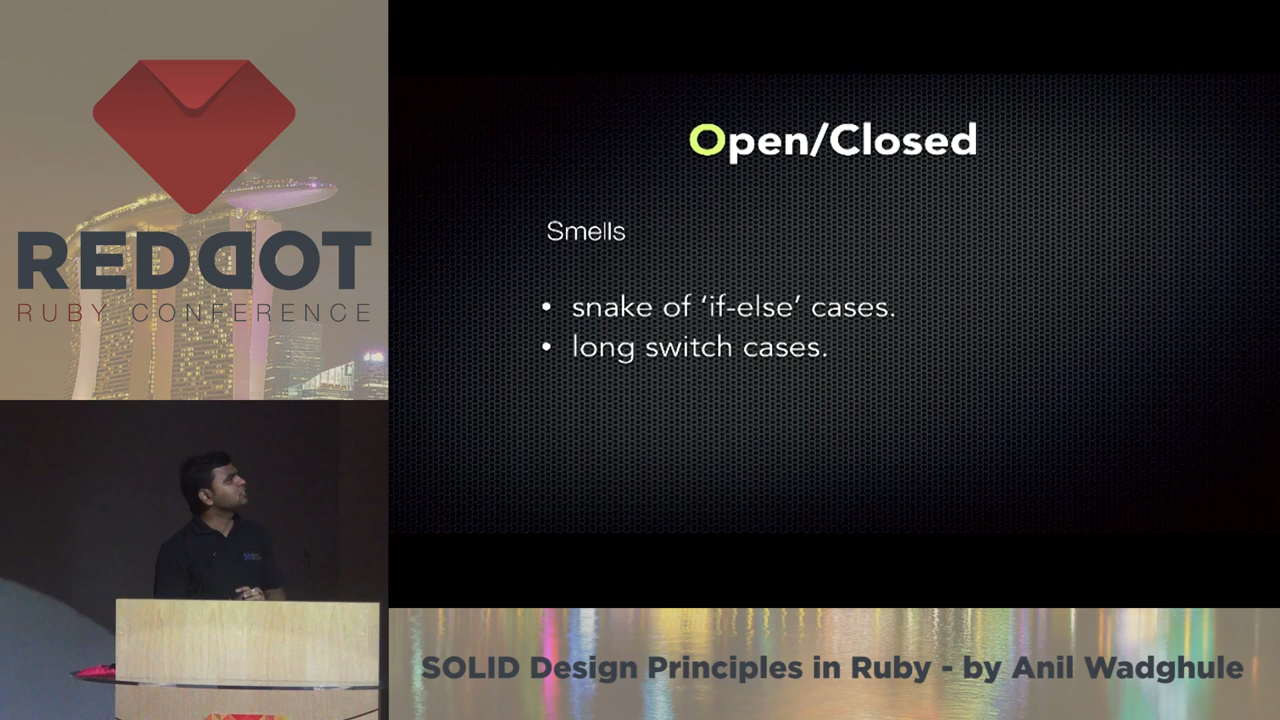 REDDOT
RUBY CONFERENCE
Open/Closed
Smells
• snake of ‘if-else’ cases.
• long switch cases.
SOLID Design Principles in Ruby - by Anil Wadghule